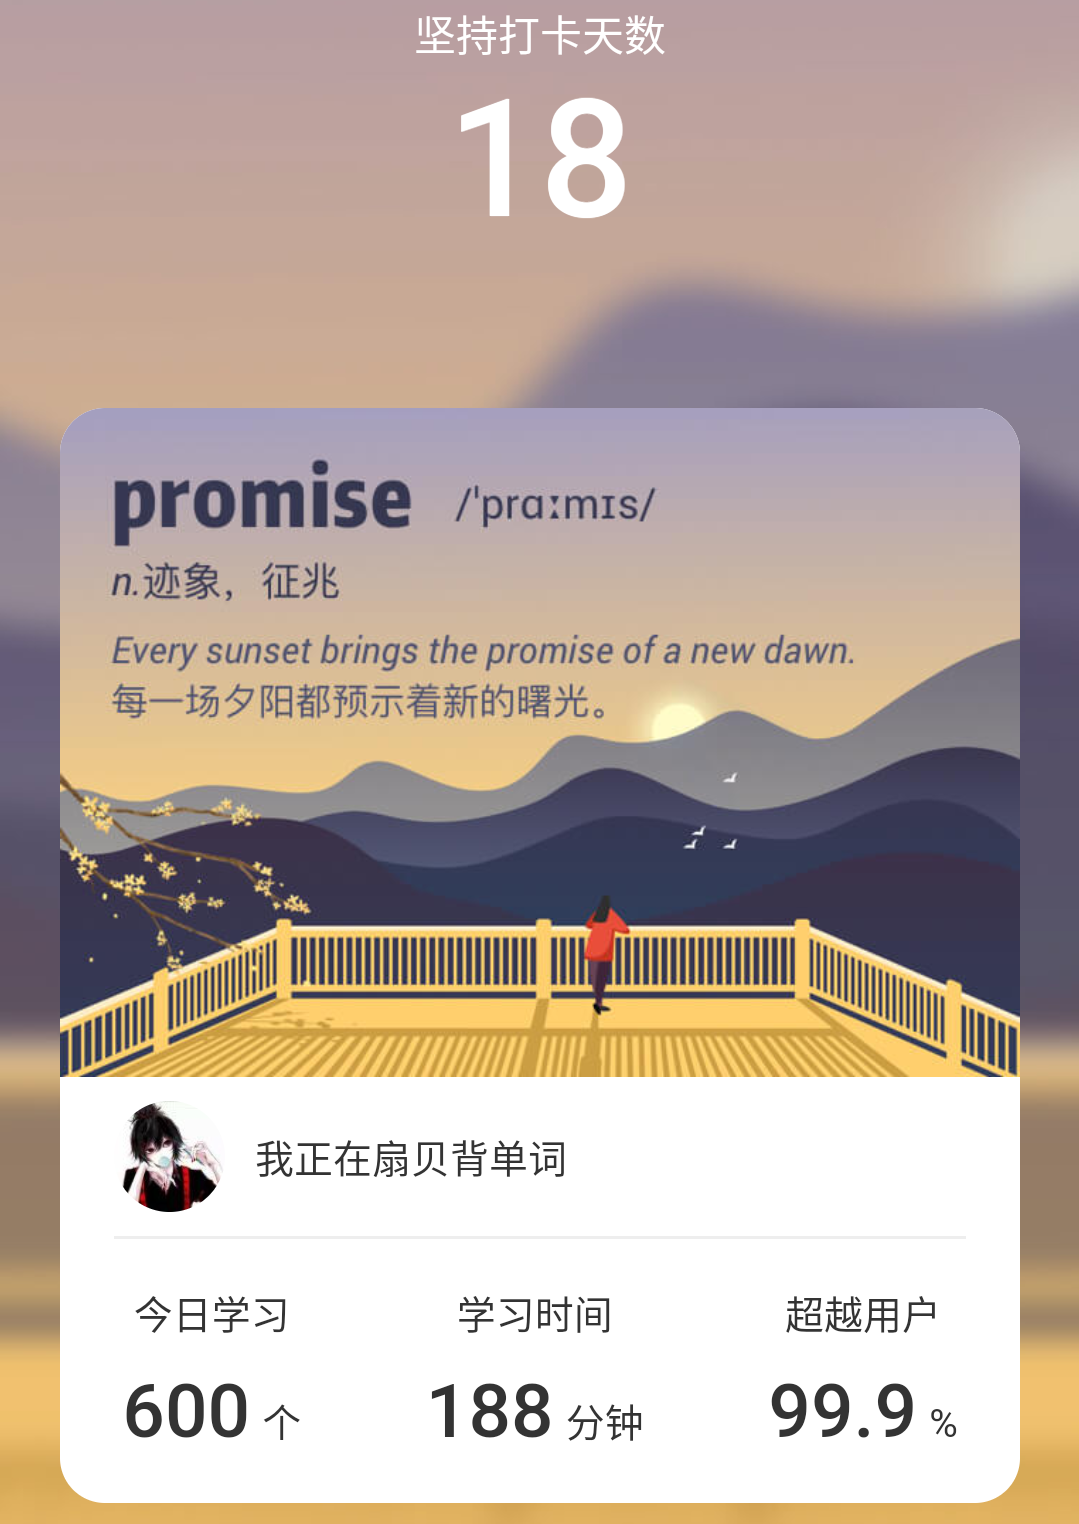 坚持打卡天数
18
promise /ˈprɑːmɪs/
n.迹象，征兆
Every sunset brings the promise of a new dawn.
每一场夕阳都预示着新的曙光。
我正在扇贝背单词
今日学习 学习时间 超越用户
600 个 188 分钟 99.9 %